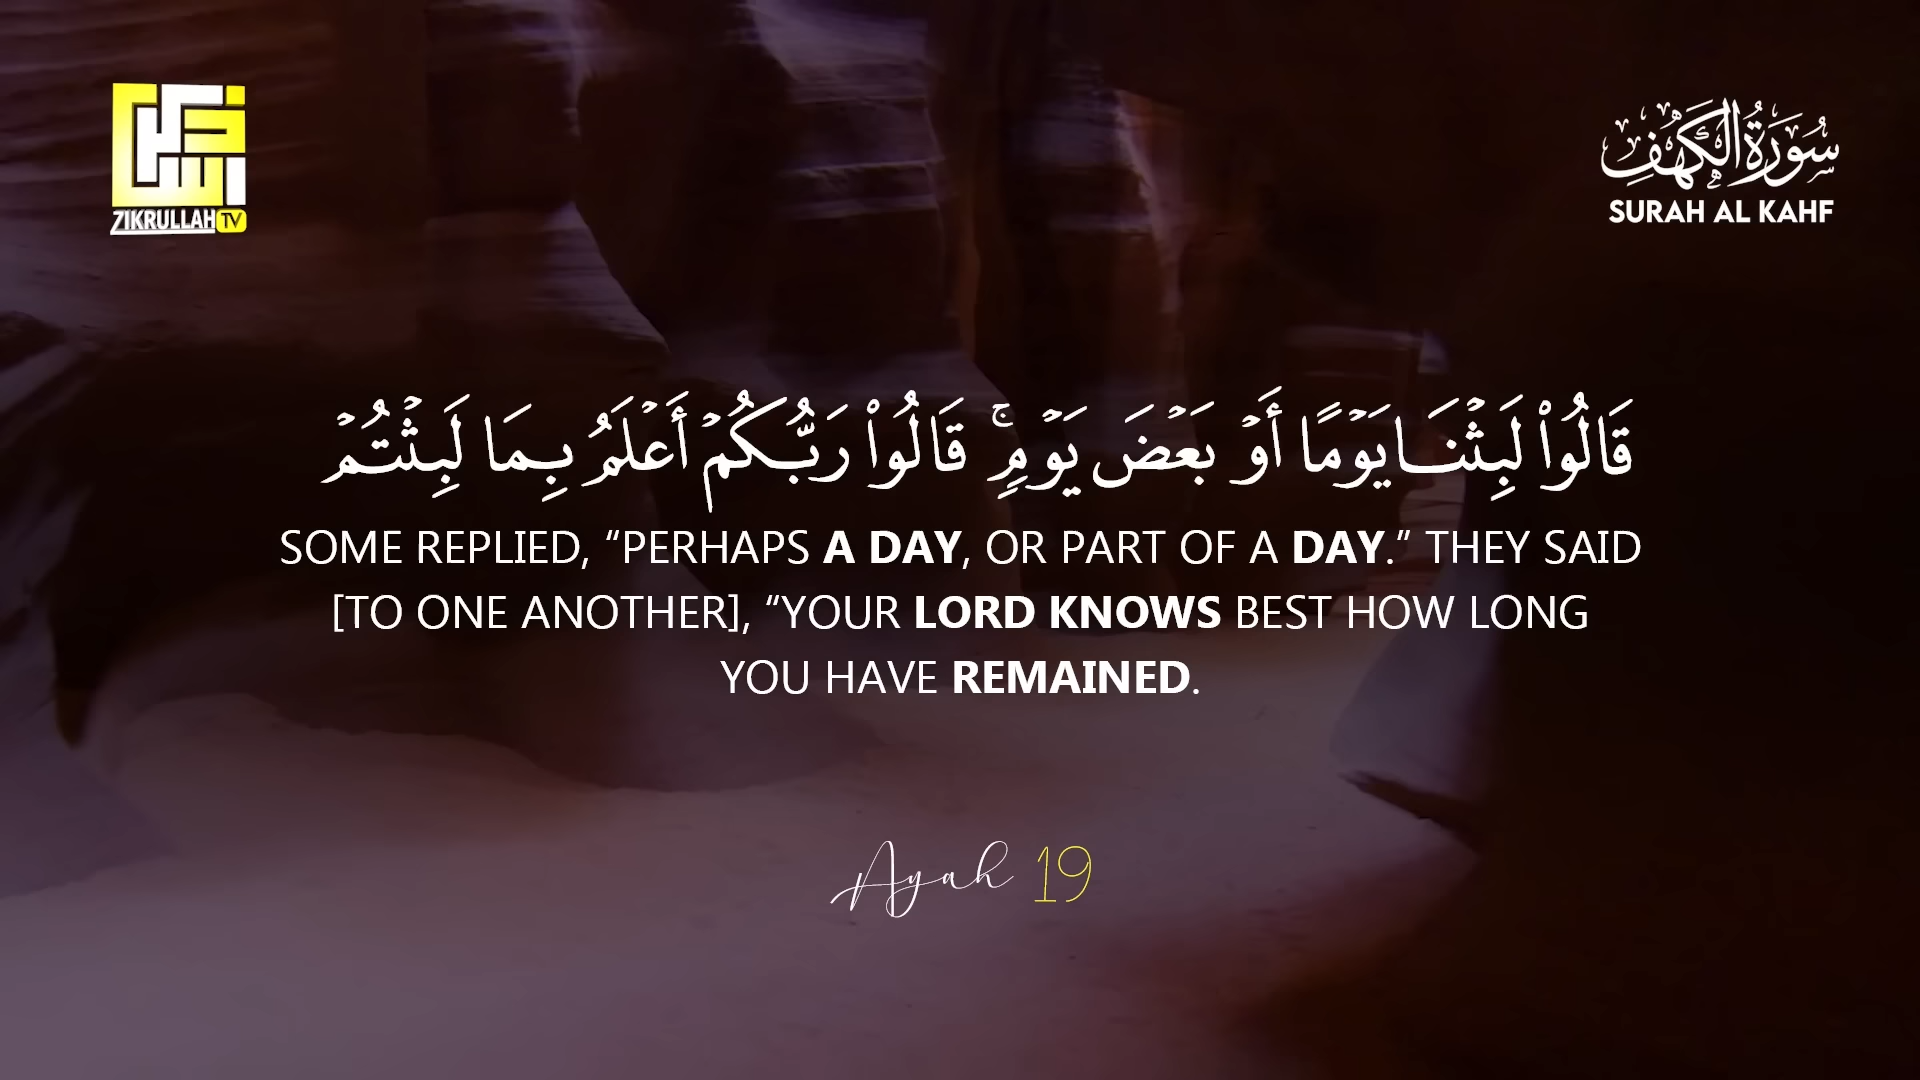 ZIKRULLAH TV
سُورَةُ الكَهْفِ
SURAH AL KAHF
قَالُوا۟ لَبِثْنَا يَوْمًا أَوْ بَعْضَ يَوْمٍۢ ۚ قَالُوا۟ رَبُّكُمْ أَعْلَمُ بِمَا لَبِثْتُمْ
SOME REPLIED, “PERHAPS A DAY, OR PART OF A DAY.” THEY SAID
[TO ONE ANOTHER], “YOUR LORD KNOWS BEST HOW LONG
YOU HAVE REMAINED.
Ayah 19